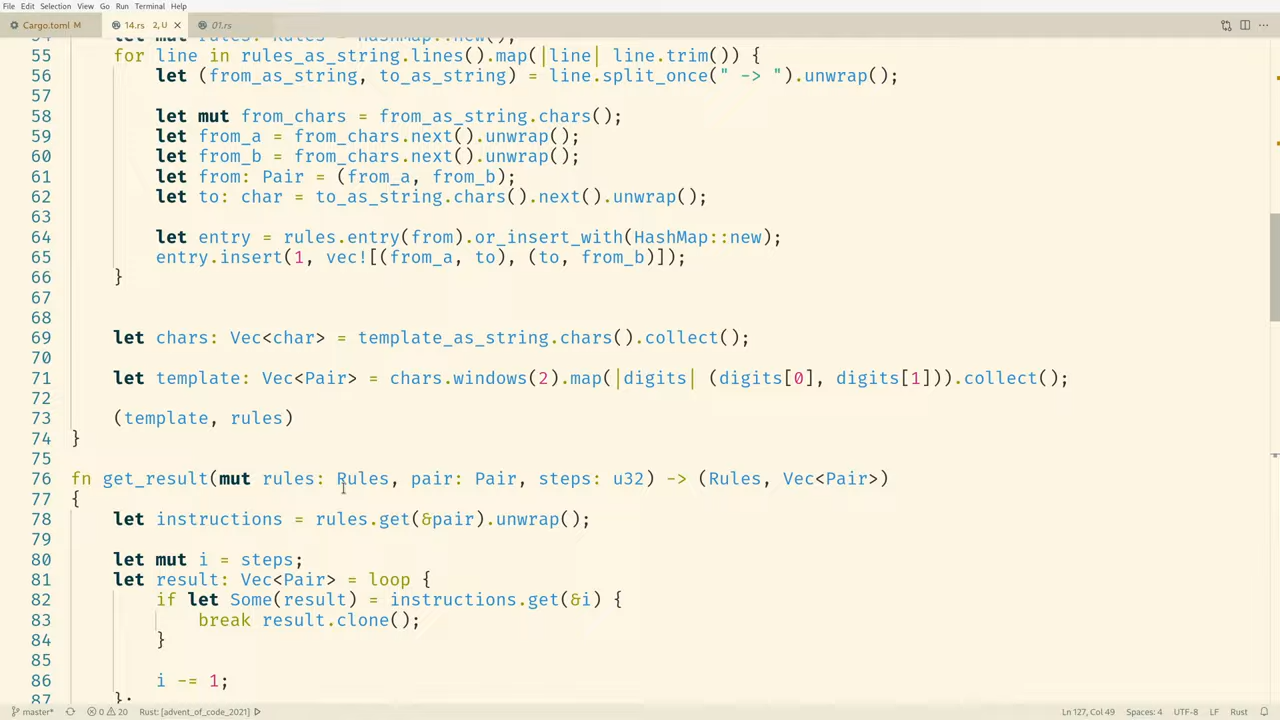 File Edit Selection View Go Run Terminal Help
Cargo.toml M 14.rs 2, U × 01.rs
55 for line in rules_as_string.lines().map(|line| line.trim()) {
56 let (from_as_string, to_as_string) = line.split_once(" -> ").unwrap();
57
58 let mut from_chars = from_as_string.chars();
59 let from_a = from_chars.next().unwrap();
60 let from_b = from_chars.next().unwrap();
61 let from: Pair = (from_a, from_b);
62 let to: char = to_as_string.chars().next().unwrap();
63
64 let entry = rules.entry(from).or_insert_with(HashMap::new);
65 entry.insert(1, vec![(from_a, to), (to, from_b)]);
66 }
67
68
69 let chars: Vec<char> = template_as_string.chars().collect();
70
71 let template: Vec<Pair> = chars.windows(2).map(|digits| (digits[0], digits[1])).collect();
72
73 (template, rules)
74 }
75
76 fn get_result(mut rules: Rules, pair: Pair, steps: u32) -> (Rules, Vec<Pair>)
77 {
78 let instructions = rules.get(&pair).unwrap();
79
80 let mut i = steps;
81 let result: Vec<Pair> = loop {
82 if let Some(result) = instructions.get(&i) {
83 break result.clone();
84 }
85
86 i -= 1;
87 };
master* 0 20 Rust: [advent_of_code_2021] Ln 127, Col 49 Spaces: 4 UTF-8 LF Rust